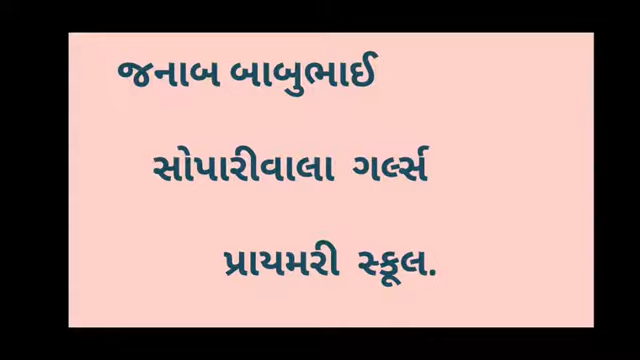 જનાબ બાબુભાઈ
સોપારીવાલા ગર્લ્સ
પ્રાયમરી સ્કૂલ.